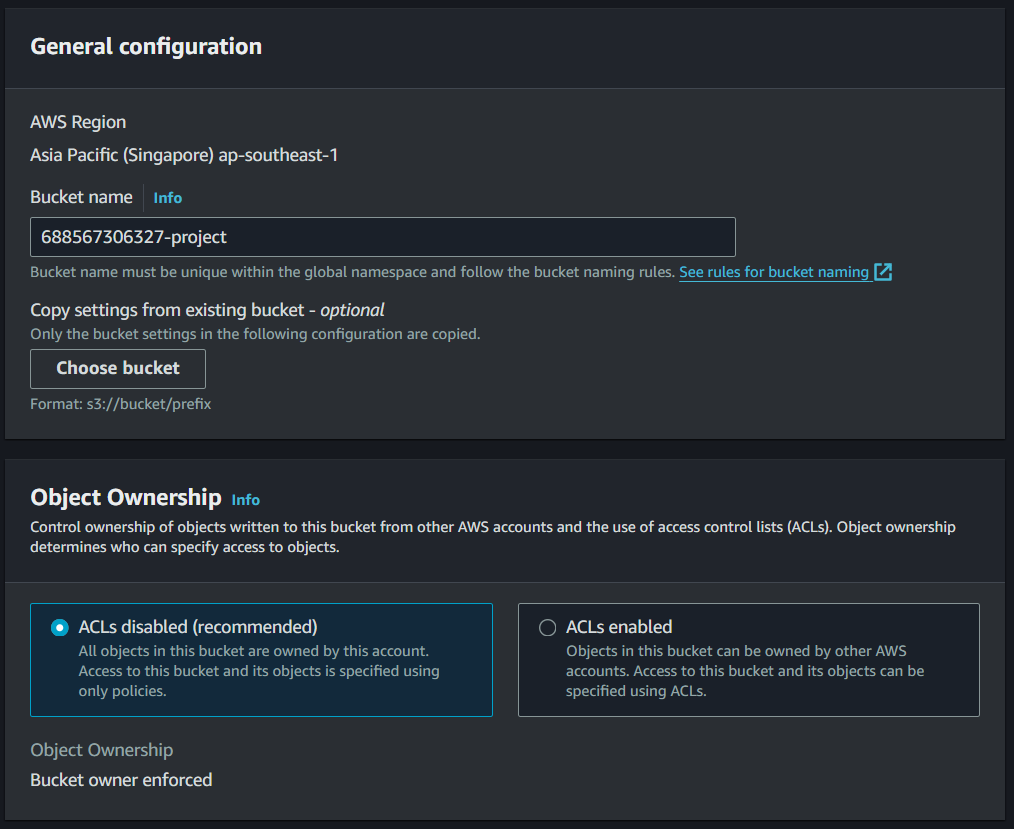 General configuration
AWS Region
Asia Pacific (Singapore) ap-southeast-1
Bucket name Info
688567306327-project
Bucket name must be unique within the global namespace and follow the bucket naming rules. See rules for bucket naming
Copy settings from existing bucket - optional
Only the bucket settings in the following configuration are copied.
Choose bucket
Format: s3://bucket/prefix
Object Ownership Info
Control ownership of objects written to this bucket from other AWS accounts and the use of access control lists (ACLs). Object ownership
determines who can specify access to objects.
ACLs disabled (recommended)
All objects in this bucket are owned by this account.
Access to this bucket and its objects is specified using
only policies.
ACLs enabled
Objects in this bucket can be owned by other AWS
accounts. Access to this bucket and its objects can be
specified using ACLs.
Object Ownership
Bucket owner enforced